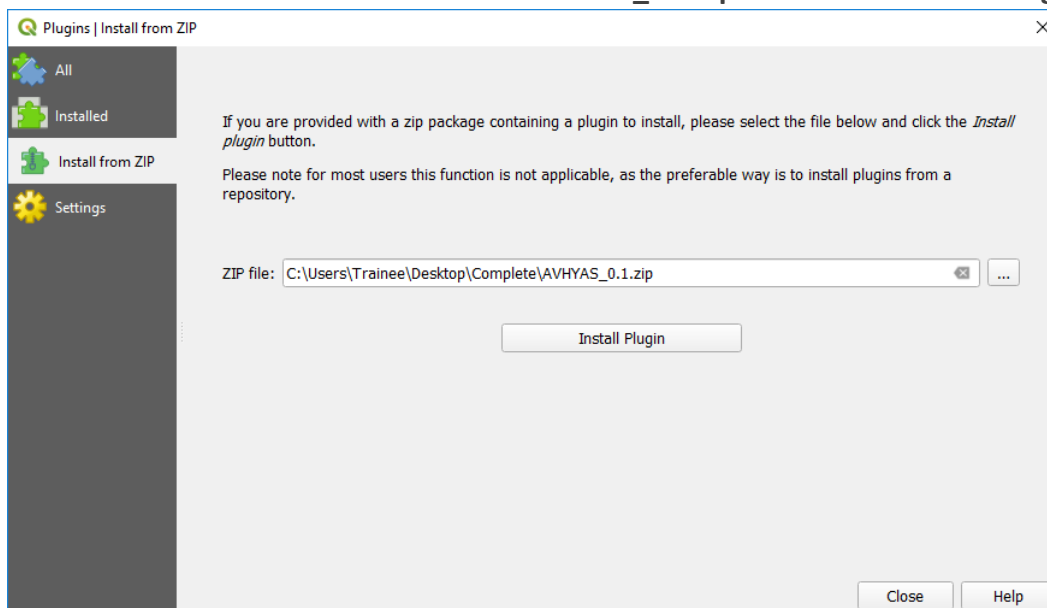 Plugins | Install from ZIP
All
Installed
Install from ZIP
Settings
If you are provided with a zip package containing a plugin to install, please select the file below and click the Install
plugin button.
Please note for most users this function is not applicable, as the preferable way is to install plugins from a
repository.
ZIP file: C:\Users\Trainee\Desktop\Complete\AVHYAS_0.1.zip ...
Install Plugin
Close Help